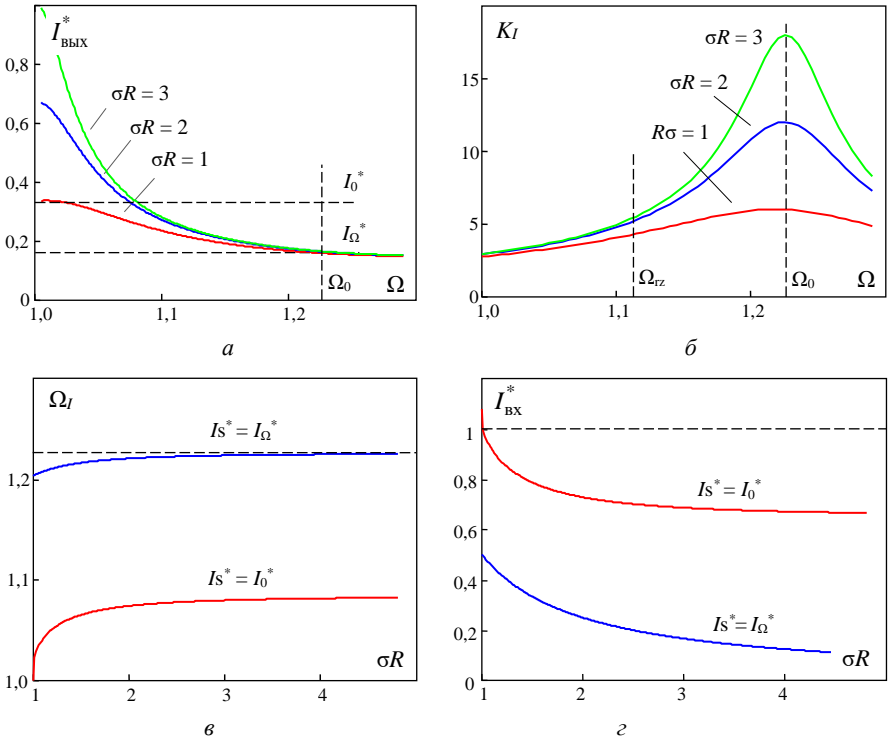 I*вых
0,8
0,6
0,4
0,2
0
σR = 3
σR = 2
σR = 1
I0*
IΩ*
Ω0
Ω
1,0
1,1
1,2
а
KI
15
10
5
0
σR = 3
σR = 2
Rσ = 1
Ωrz
Ω0
Ω
1,0
1,1
1,2
б
ΩI
1,2
1,1
1,0
Is* = IΩ*
Is* = I0*
σR
1
2
3
4
в
I*вх
1
0,8
0,6
0,4
0,2
0
Is* = I0*
Is* = IΩ*
σR
1
2
3
4
г